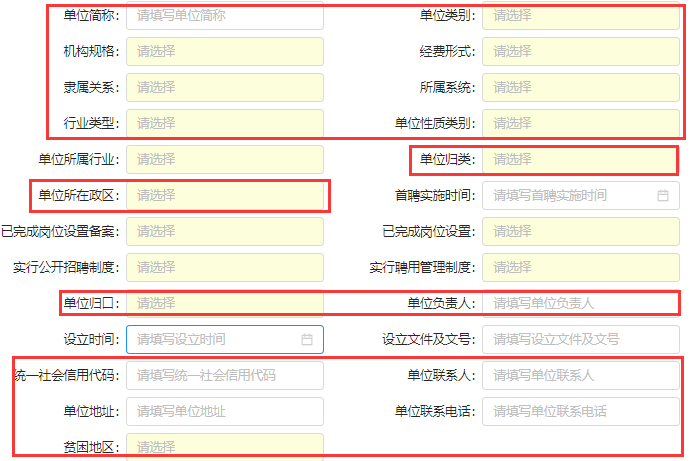 单位简称： 请填写单位简称 单位类别： 请选择
机构规格： 请选择 经费形式： 请选择
隶属关系： 请选择 所属系统： 请选择
行业类型： 请选择 单位性质类别： 请选择
单位所属行业： 请选择 单位归类： 请选择
单位所在政区： 请选择 首聘实施时间： 请填写首聘实施时间
已完成岗位设置备案： 请选择 已完成岗位设置： 请选择
实行公开招聘制度： 请选择 实行聘用管理制度： 请选择
单位归口： 请选择 单位负责人： 请填写单位负责人
设立时间： 请填写设立时间 设立文件及文号： 请填写设立文件及文号
统一社会信用代码： 请填写统一社会信用代码 单位联系人： 请填写单位联系人
单位地址： 请填写单位地址 单位联系电话： 请填写单位联系电话
贫困地区： 请选择